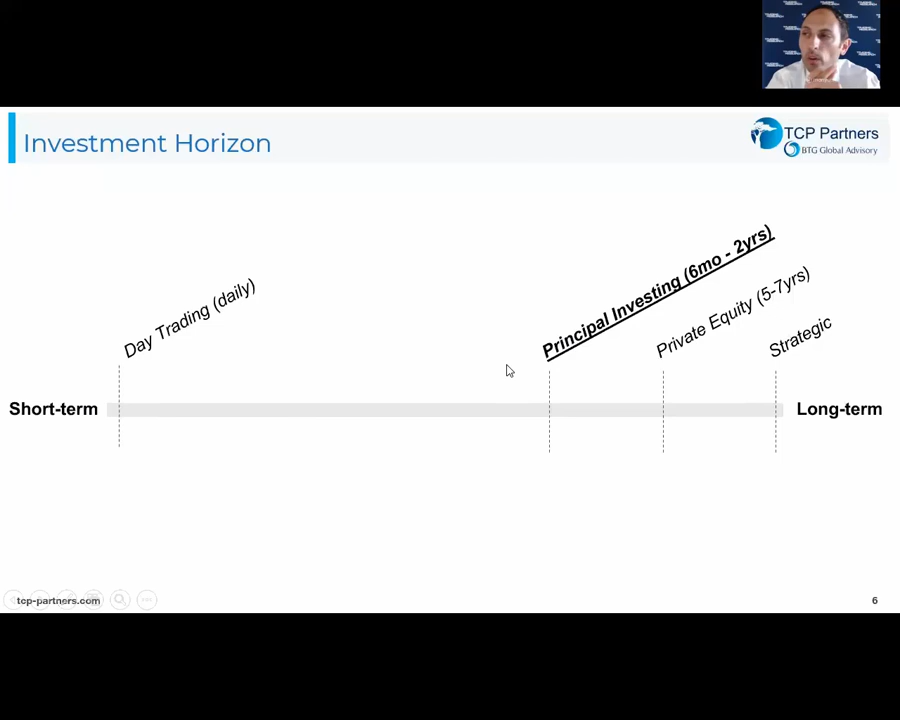 Investment Horizon
TCP Partners
BTG Global Advisory
Day Trading (daily)
Principal Investing (6mo - 2yrs)
Private Equity (5-7yrs)
Strategic
Short-term
Long-term
tcp-partners.com
6